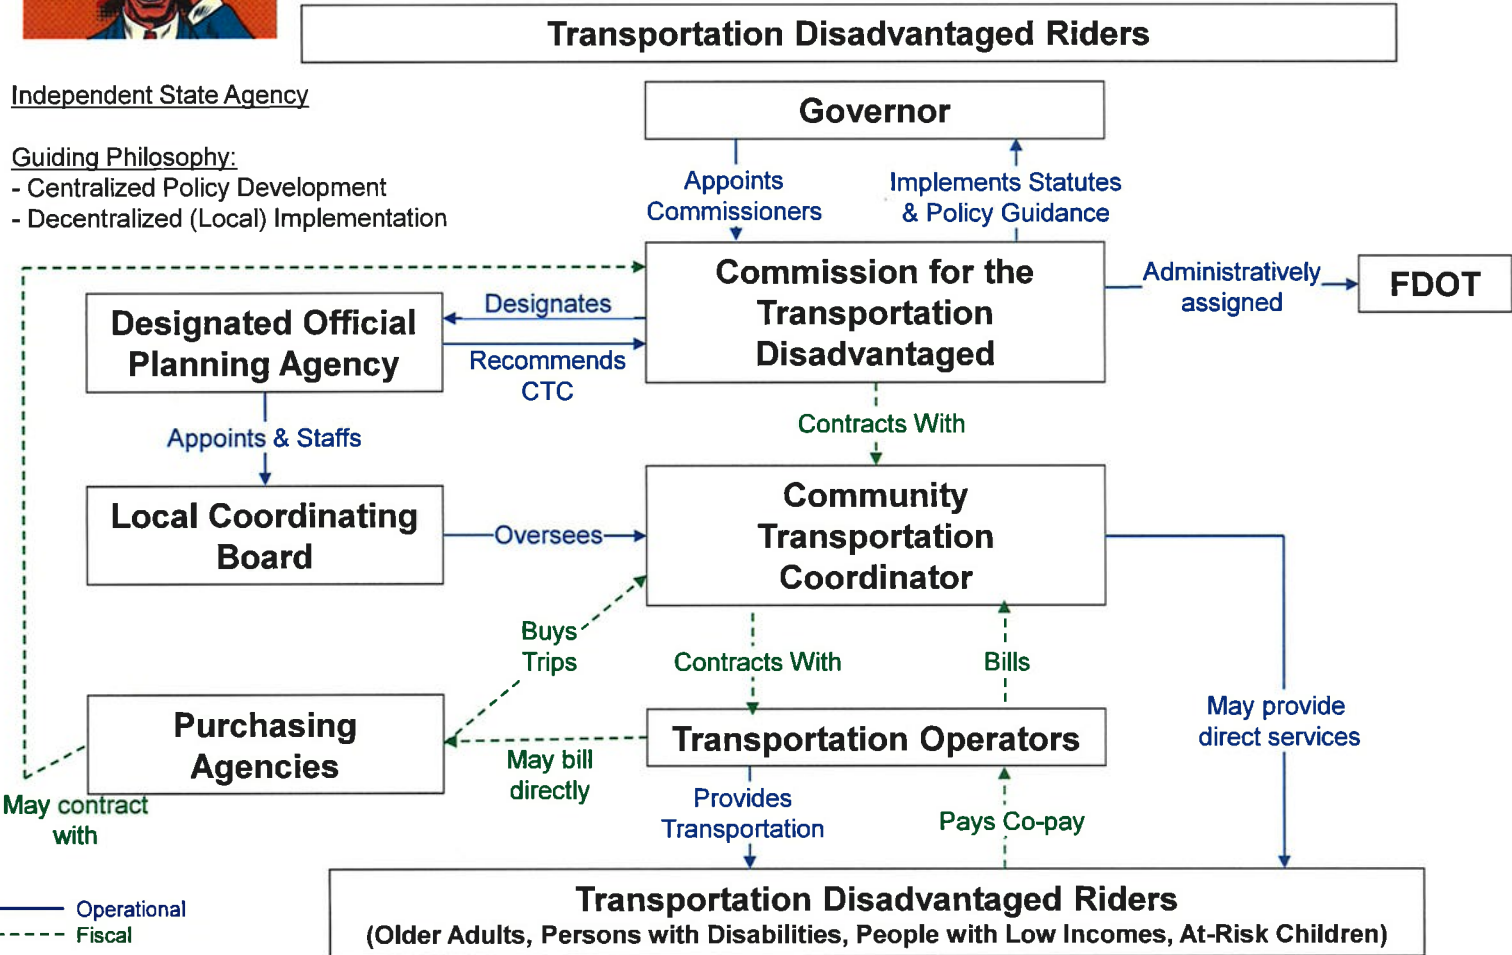 Transportation Disadvantaged Riders
Independent State Agency
Guiding Philosophy:
- Centralized Policy Development
- Decentralized (Local) Implementation
Governor
Appoints
Commissioners
Implements Statutes
& Policy Guidance
Commission for the
Transportation
Disadvantaged
Administratively
assigned
FDOT
Designated Official
Planning Agency
Designates
Recommends
CTC
Appoints & Staffs
Contracts With
Local Coordinating
Board
Oversees
Community
Transportation
Coordinator
Buys
Trips
Contracts With
Bills
May provide
direct services
Purchasing
Agencies
Transportation Operators
May bill
directly
May contract
with
Provides
Transportation
Pays Co-pay
Transportation Disadvantaged Riders
(Older Adults, Persons with Disabilities, People with Low Incomes, At-Risk Children)
Operational
Fiscal